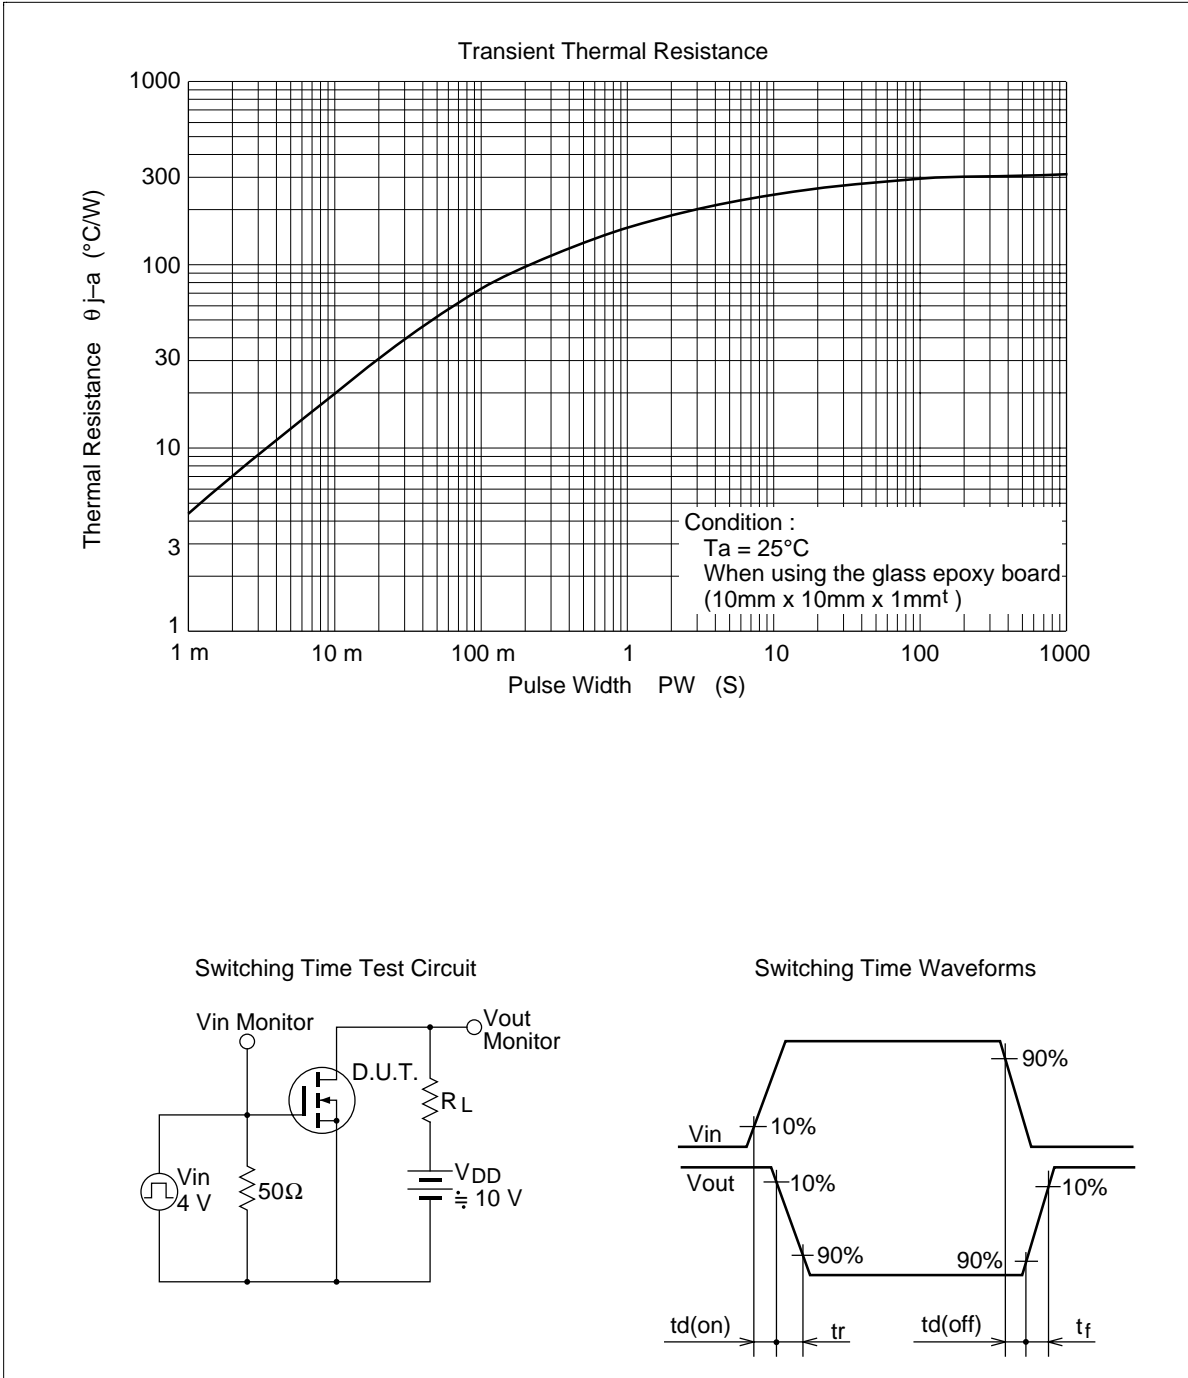 Transient Thermal Resistance
1000
300
100
30
10
3
1
Thermal Resistance θ j–a (°C/W)
Condition :
Ta = 25°C
When using the glass epoxy board
(10mm x 10mm x 1mmt )
1 m
10 m
100 m
1
10
100
1000
Pulse Width PW (S)
Switching Time Test Circuit
Vin Monitor
Vout
Monitor
D.U.T.
RL
Vin
4 V
50Ω
VDD
≒ 10 V
Switching Time Waveforms
90%
Vin
10%
Vout
10%
10%
90%
90%
td(on)
tr
td(off)
tf